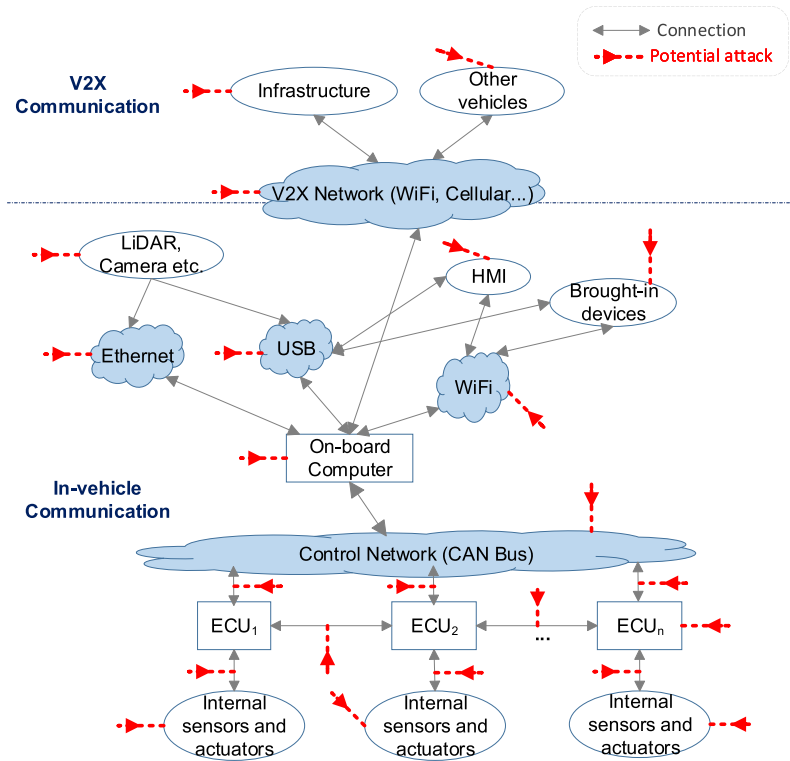 Connection
Potential attack
V2X
Communication
Infrastructure
Other
vehicles
V2X Network (WiFi, Cellular...)
LiDAR,
Camera etc.
HMI
Brought-in
devices
Ethernet
USB
WiFi
On-board
Computer
In-vehicle
Communication
Control Network (CAN Bus)
ECU1
ECU2
...
ECUn
Internal
sensors and
actuators
Internal
sensors and
actuators
Internal
sensors and
actuators